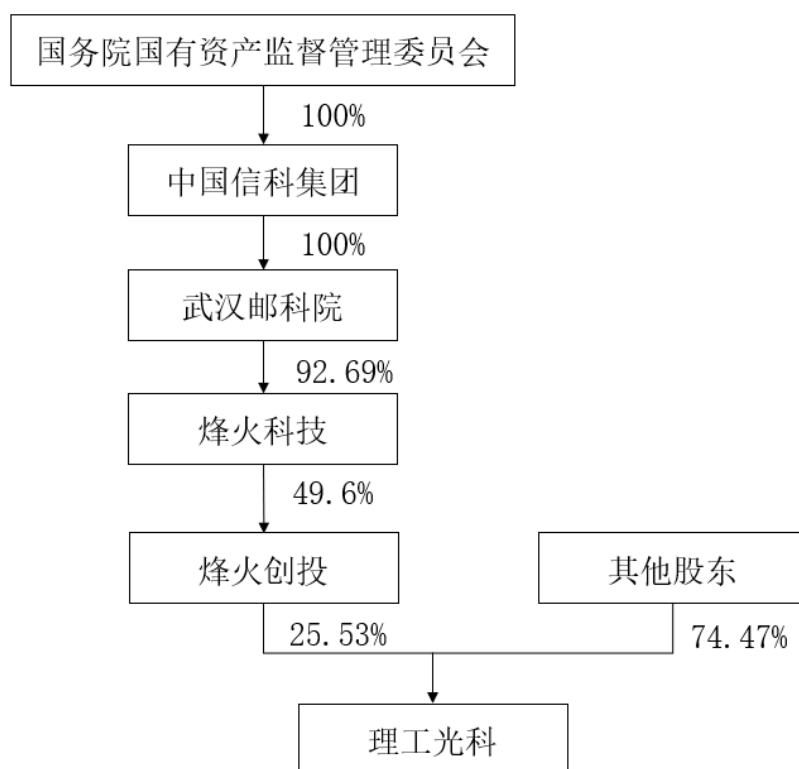 国务院国有资产监督管理委员会
100%
中国信科集团
100%
武汉邮科院
92.69%
烽火科技
49.6%
烽火创投
其他股东
25.53%
74.47%
理工光科